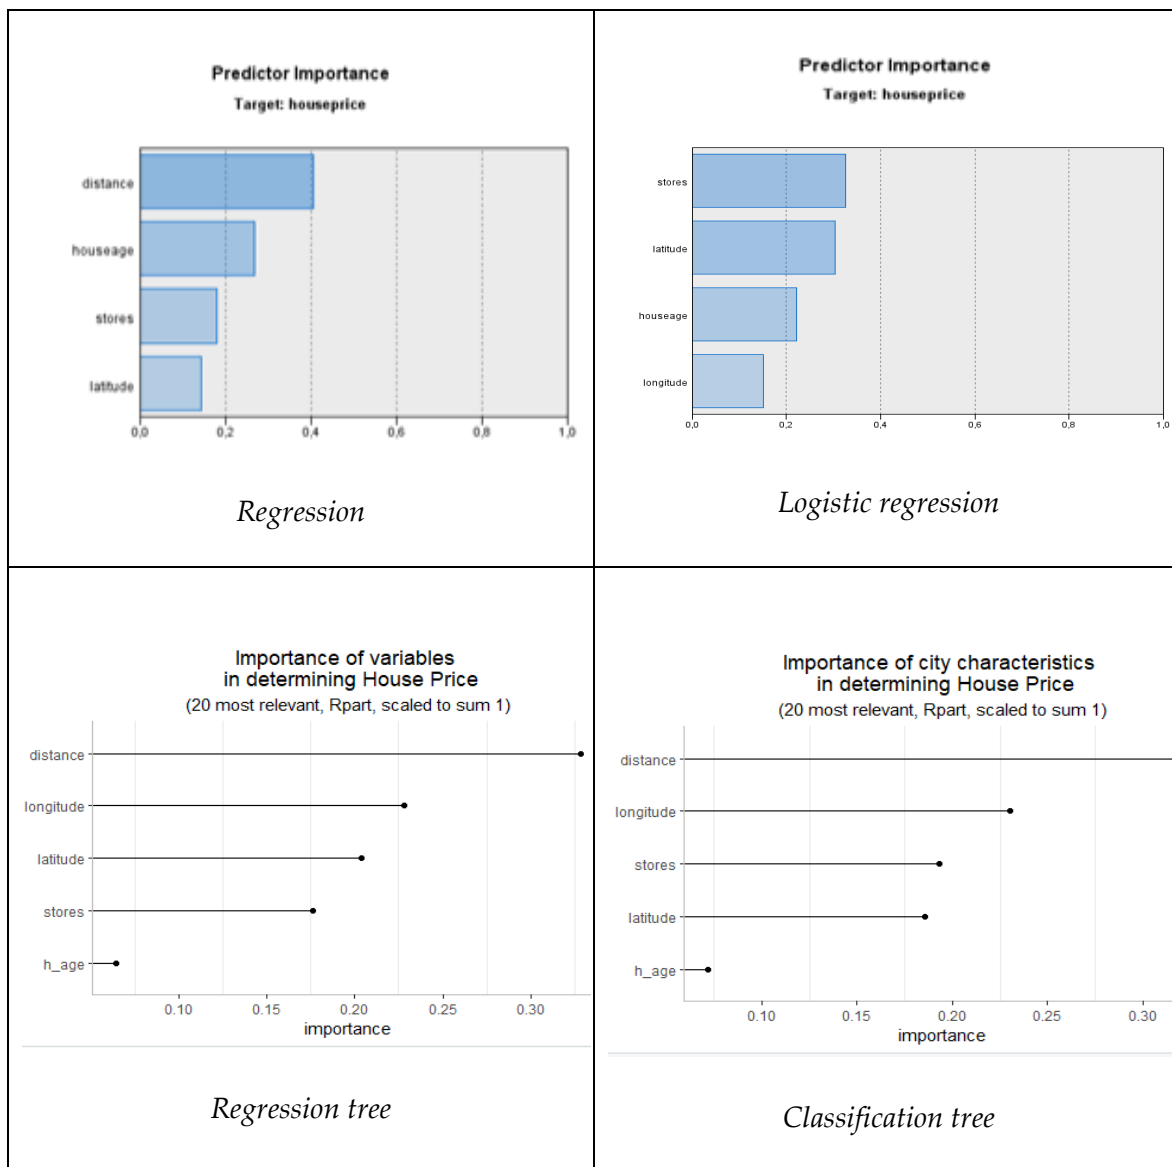 Predictor Importance
Target: houseprice
distance
houseage
stores
latitude
0,0 0,2 0,4 0,6 0,8 1,0
Regression
Predictor Importance
Target: houseprice
stores
latitude
houseage
longitude
0,0 0,2 0,4 0,6 0,8 1,0
Logistic regression
Importance of variables
in determining House Price
(20 most relevant, Rpart, scaled to sum 1)
distance
longitude
latitude
stores
h_age
0.10 0.15 0.20 0.25 0.30
importance
Regression tree
Importance of city characteristics
in determining House Price
(20 most relevant, Rpart, scaled to sum 1)
distance
longitude
stores
latitude
h_age
0.10 0.15 0.20 0.25 0.30
importance
Classification tree